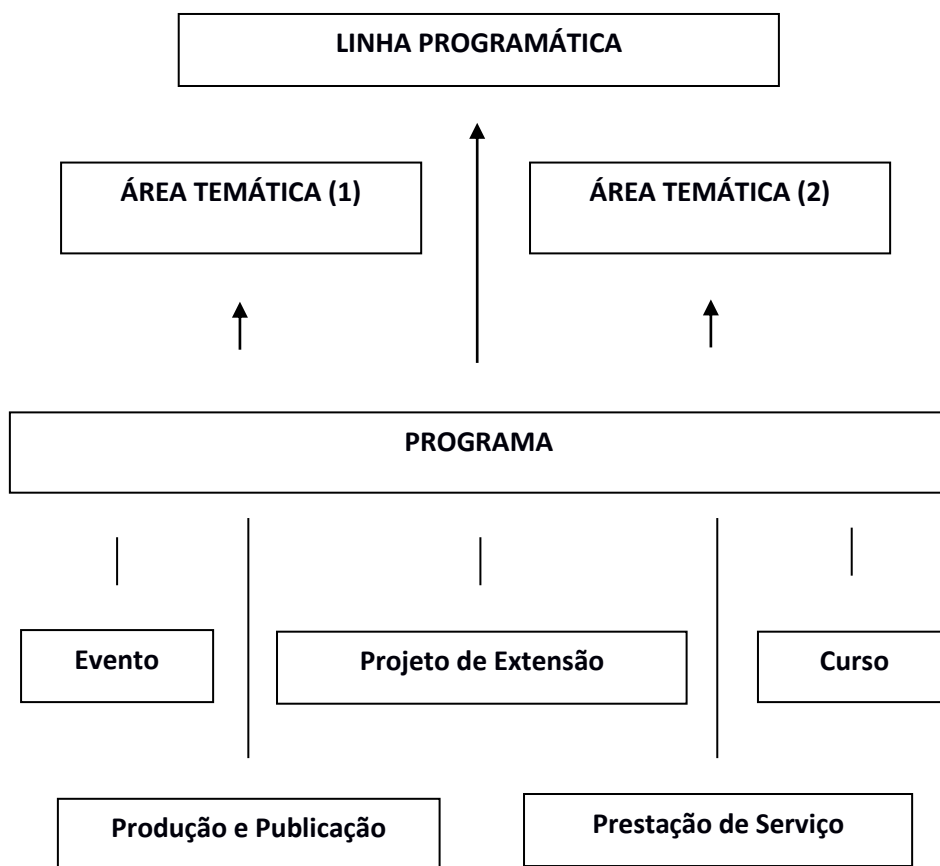 LINHA PROGRAMÁTICA
ÁREA TEMÁTICA (1)
ÁREA TEMÁTICA (2)
PROGRAMA
Evento
Projeto de Extensão
Curso
Produção e Publicação
Prestação de Serviço